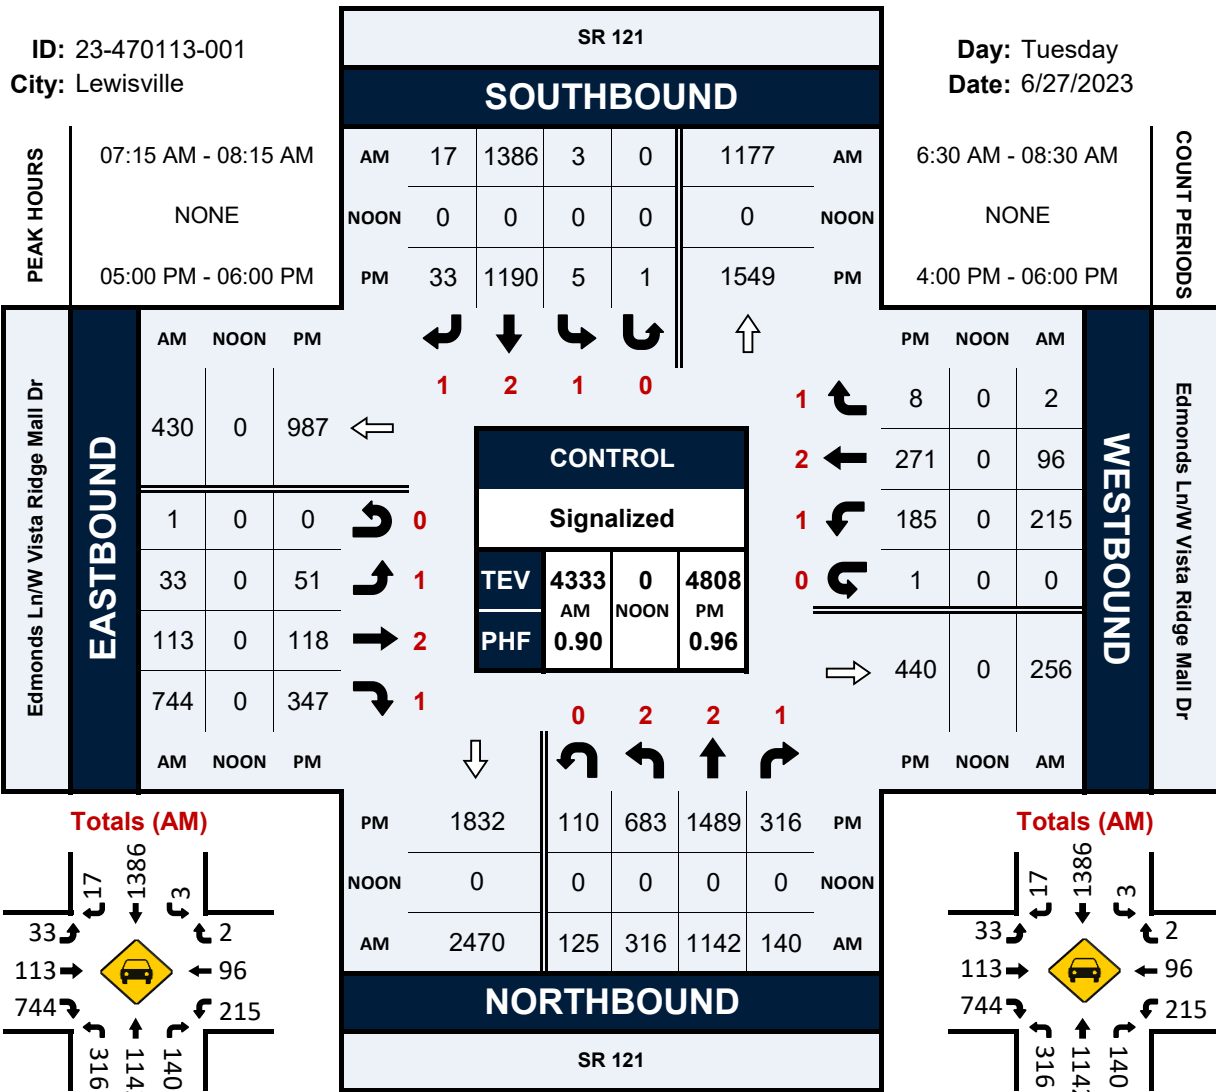 SR 121
ID: 23-470113-001
City: Lewisville
Day: Tuesday
Date: 6/27/2023
SOUTHBOUND
PEAK HOURS
07:15 AM - 08:15 AM
NONE
05:00 PM - 06:00 PM
AM 17 1386 3 0 1177 AM
NOON 0 0 0 0 0 NOON
PM 33 1190 5 1 1549 PM
6:30 AM - 08:30 AM
NONE
4:00 PM - 06:00 PM
COUNT PERIODS
1 2 1 0
Edmonds Ln/W Vista Ridge Mall Dr
EASTBOUND
AM NOON PM
430 0 987
1 0 0 0
33 0 51 1
113 0 118 2
744 0 347 1
AM NOON PM
CONTROL
Signalized
TEV 4333 0 4808
AM NOON PM
PHF 0.90 0.96
PM NOON AM
1 8 0 2
2 271 0 96
1 185 0 215
0 1 0 0
440 0 256
PM NOON AM
WESTBOUND
Edmonds Ln/W Vista Ridge Mall Dr
0 2 2 1
PM 1832 110 683 1489 316 PM
NOON 0 0 0 0 0 NOON
AM 2470 125 316 1142 140 AM
NORTHBOUND
SR 121
Totals (AM)
17 1386 3
33 2
113 96
744 215
316 114 140
Totals (AM)
17 1386 3
33 2
113 96
744 215
316 1142 140